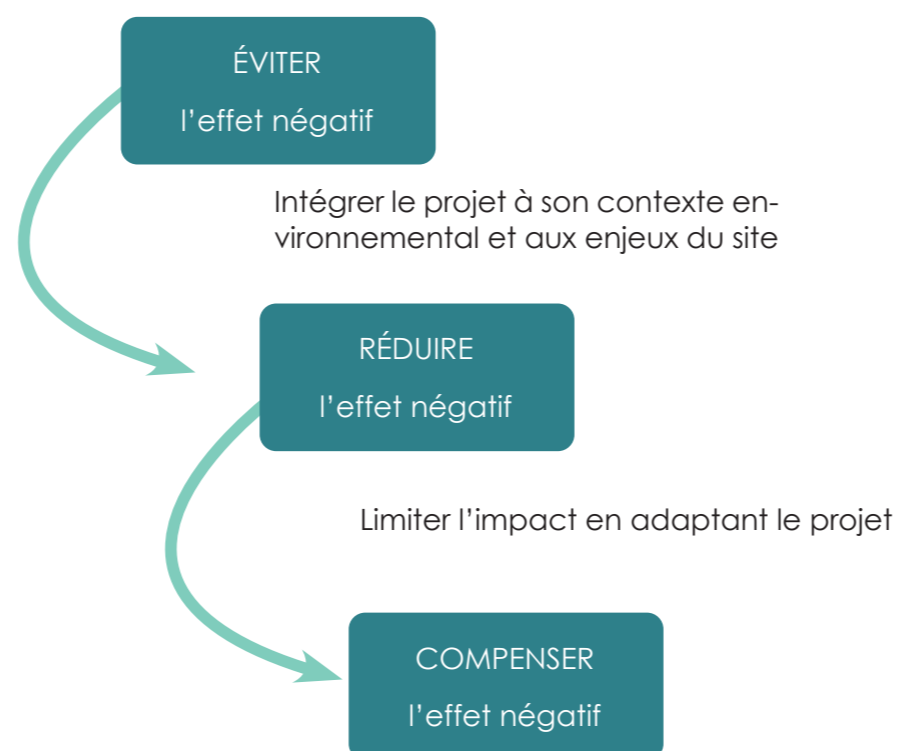 ÉVITER
l’effet négatif
Intégrer le projet à son contexte en-
vironnemental et aux enjeux du site
RÉDUIRE
l’effet négatif
Limiter l’impact en adaptant le projet
COMPENSER
l’effet négatif